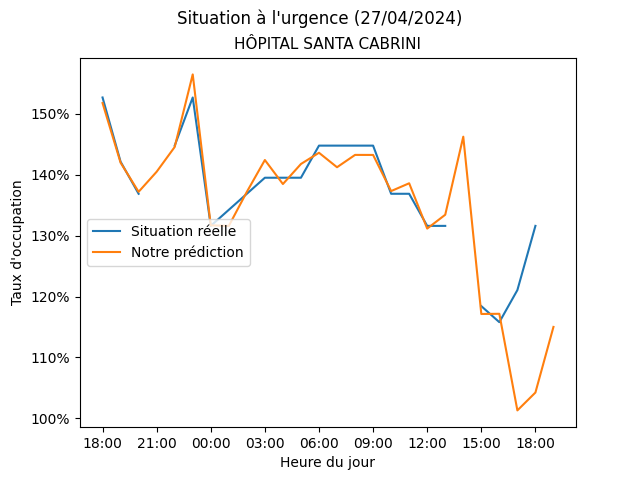 Situation à l'urgence (27/04/2024)
HÔPITAL SANTA CABRINI
150%
140%
130%
120%
110%
100%
Taux d'occupation
Situation réelle
Notre prédiction
18:00 21:00 00:00 03:00 06:00 09:00 12:00 15:00 18:00
Heure du jour